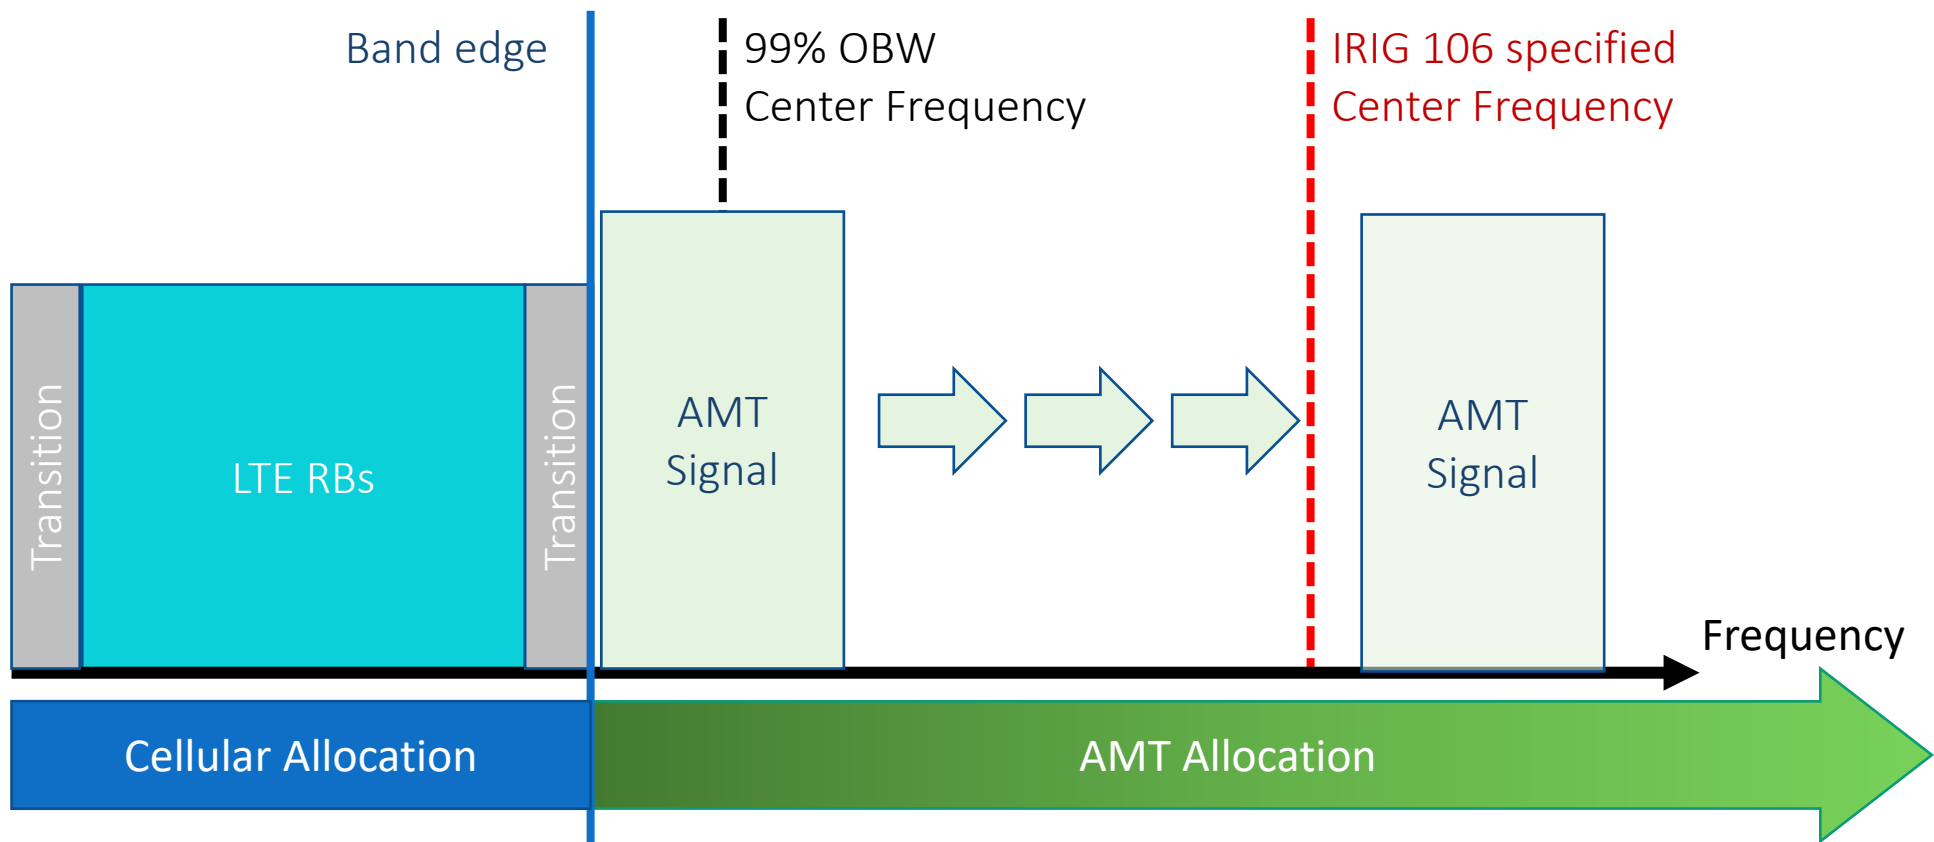 Band edge
99% OBW
Center Frequency
IRIG 106 specified
Center Frequency
Transition
LTE RBs
Transition
AMT
Signal
AMT
Signal
Frequency
Cellular Allocation
AMT Allocation